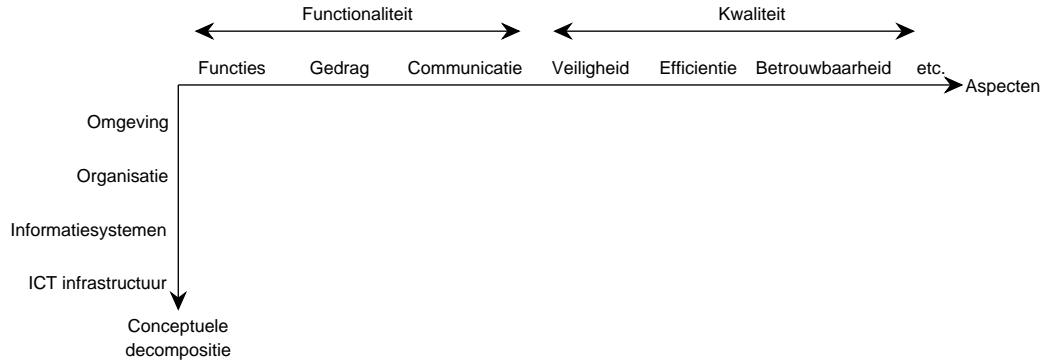 Functionaliteit Kwaliteit
Functies Gedrag Communicatie Veiligheid Efficientie Betrouwbaarheid etc.
Aspecten
Omgeving
Organisatie
Informatiesystemen
ICT infrastructuur
Conceptuele
decompositie